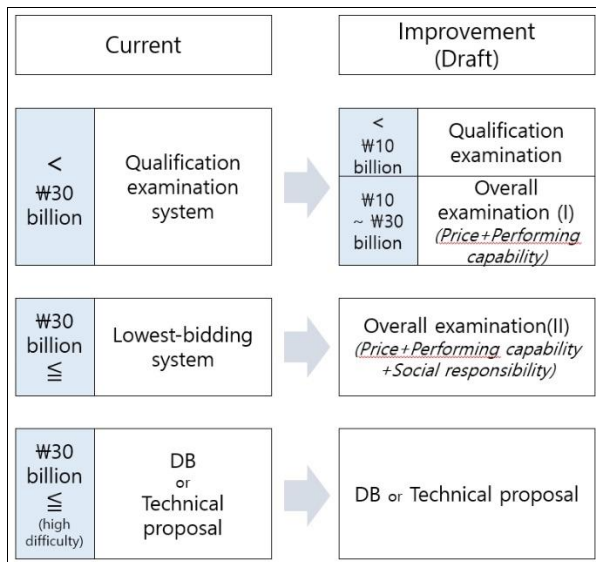 Current
Improvement
(Draft)
<
₩30
billion
Qualification
examination
system
<
₩10
billion
Qualification
examination
₩10
~ ₩30
billion
Overall
examination (I)
(Price+Performing
capability)
₩30
billion
≦
Lowest-bidding
system
Overall examination(II)
(Price+Performing capability
+Social responsibility)
₩30
billion
≦
(high
difficulty)
DB
or
Technical
proposal
DB or Technical proposal